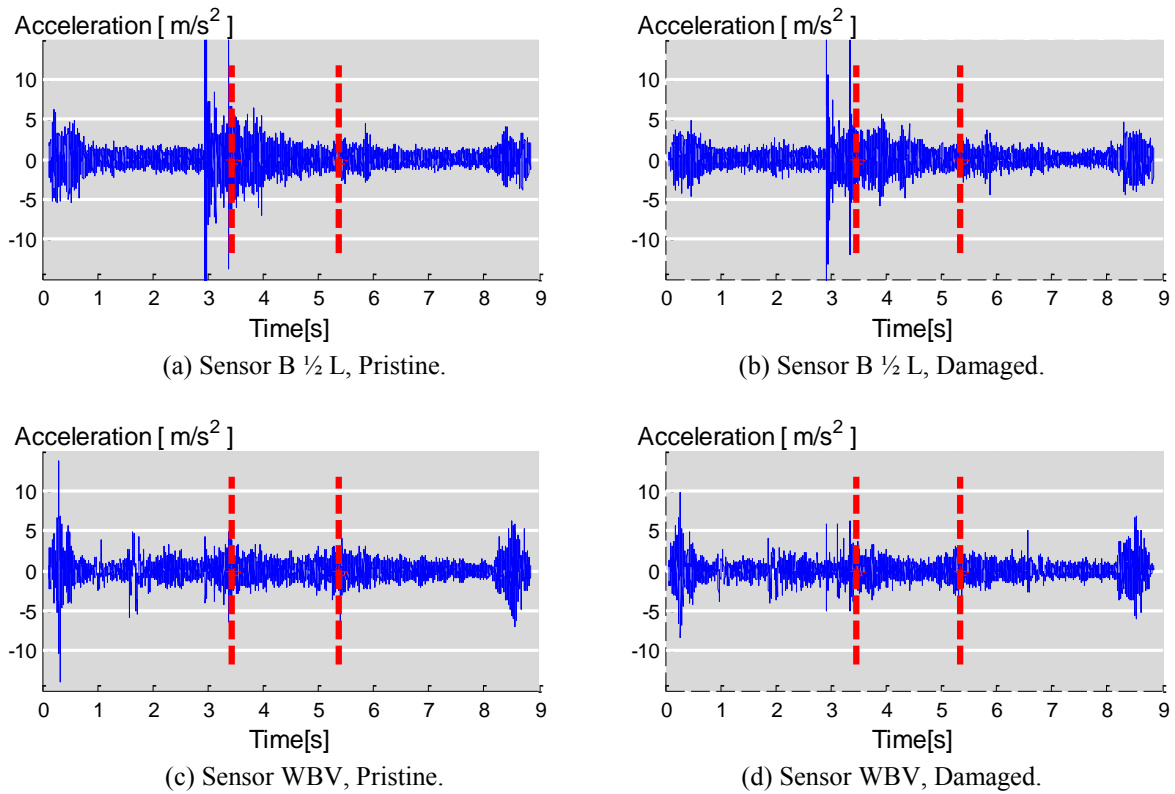 Acceleration [ m/s²]
10
5
0
-5
-10
0 1 2 3 4 5 6 7 8 9
Time[s]
(a) Sensor B ½ L, Pristine.
Acceleration [ m/s²]
10
5
0
-5
-10
0 1 2 3 4 5 6 7 8 9
Time[s]
(b) Sensor B ½ L, Damaged.
Acceleration [ m/s²]
10
5
0
-5
-10
0 1 2 3 4 5 6 7 8 9
Time[s]
(c) Sensor WBV, Pristine.
Acceleration [ m/s²]
10
5
0
-5
-10
0 1 2 3 4 5 6 7 8 9
Time[s]
(d) Sensor WBV, Damaged.